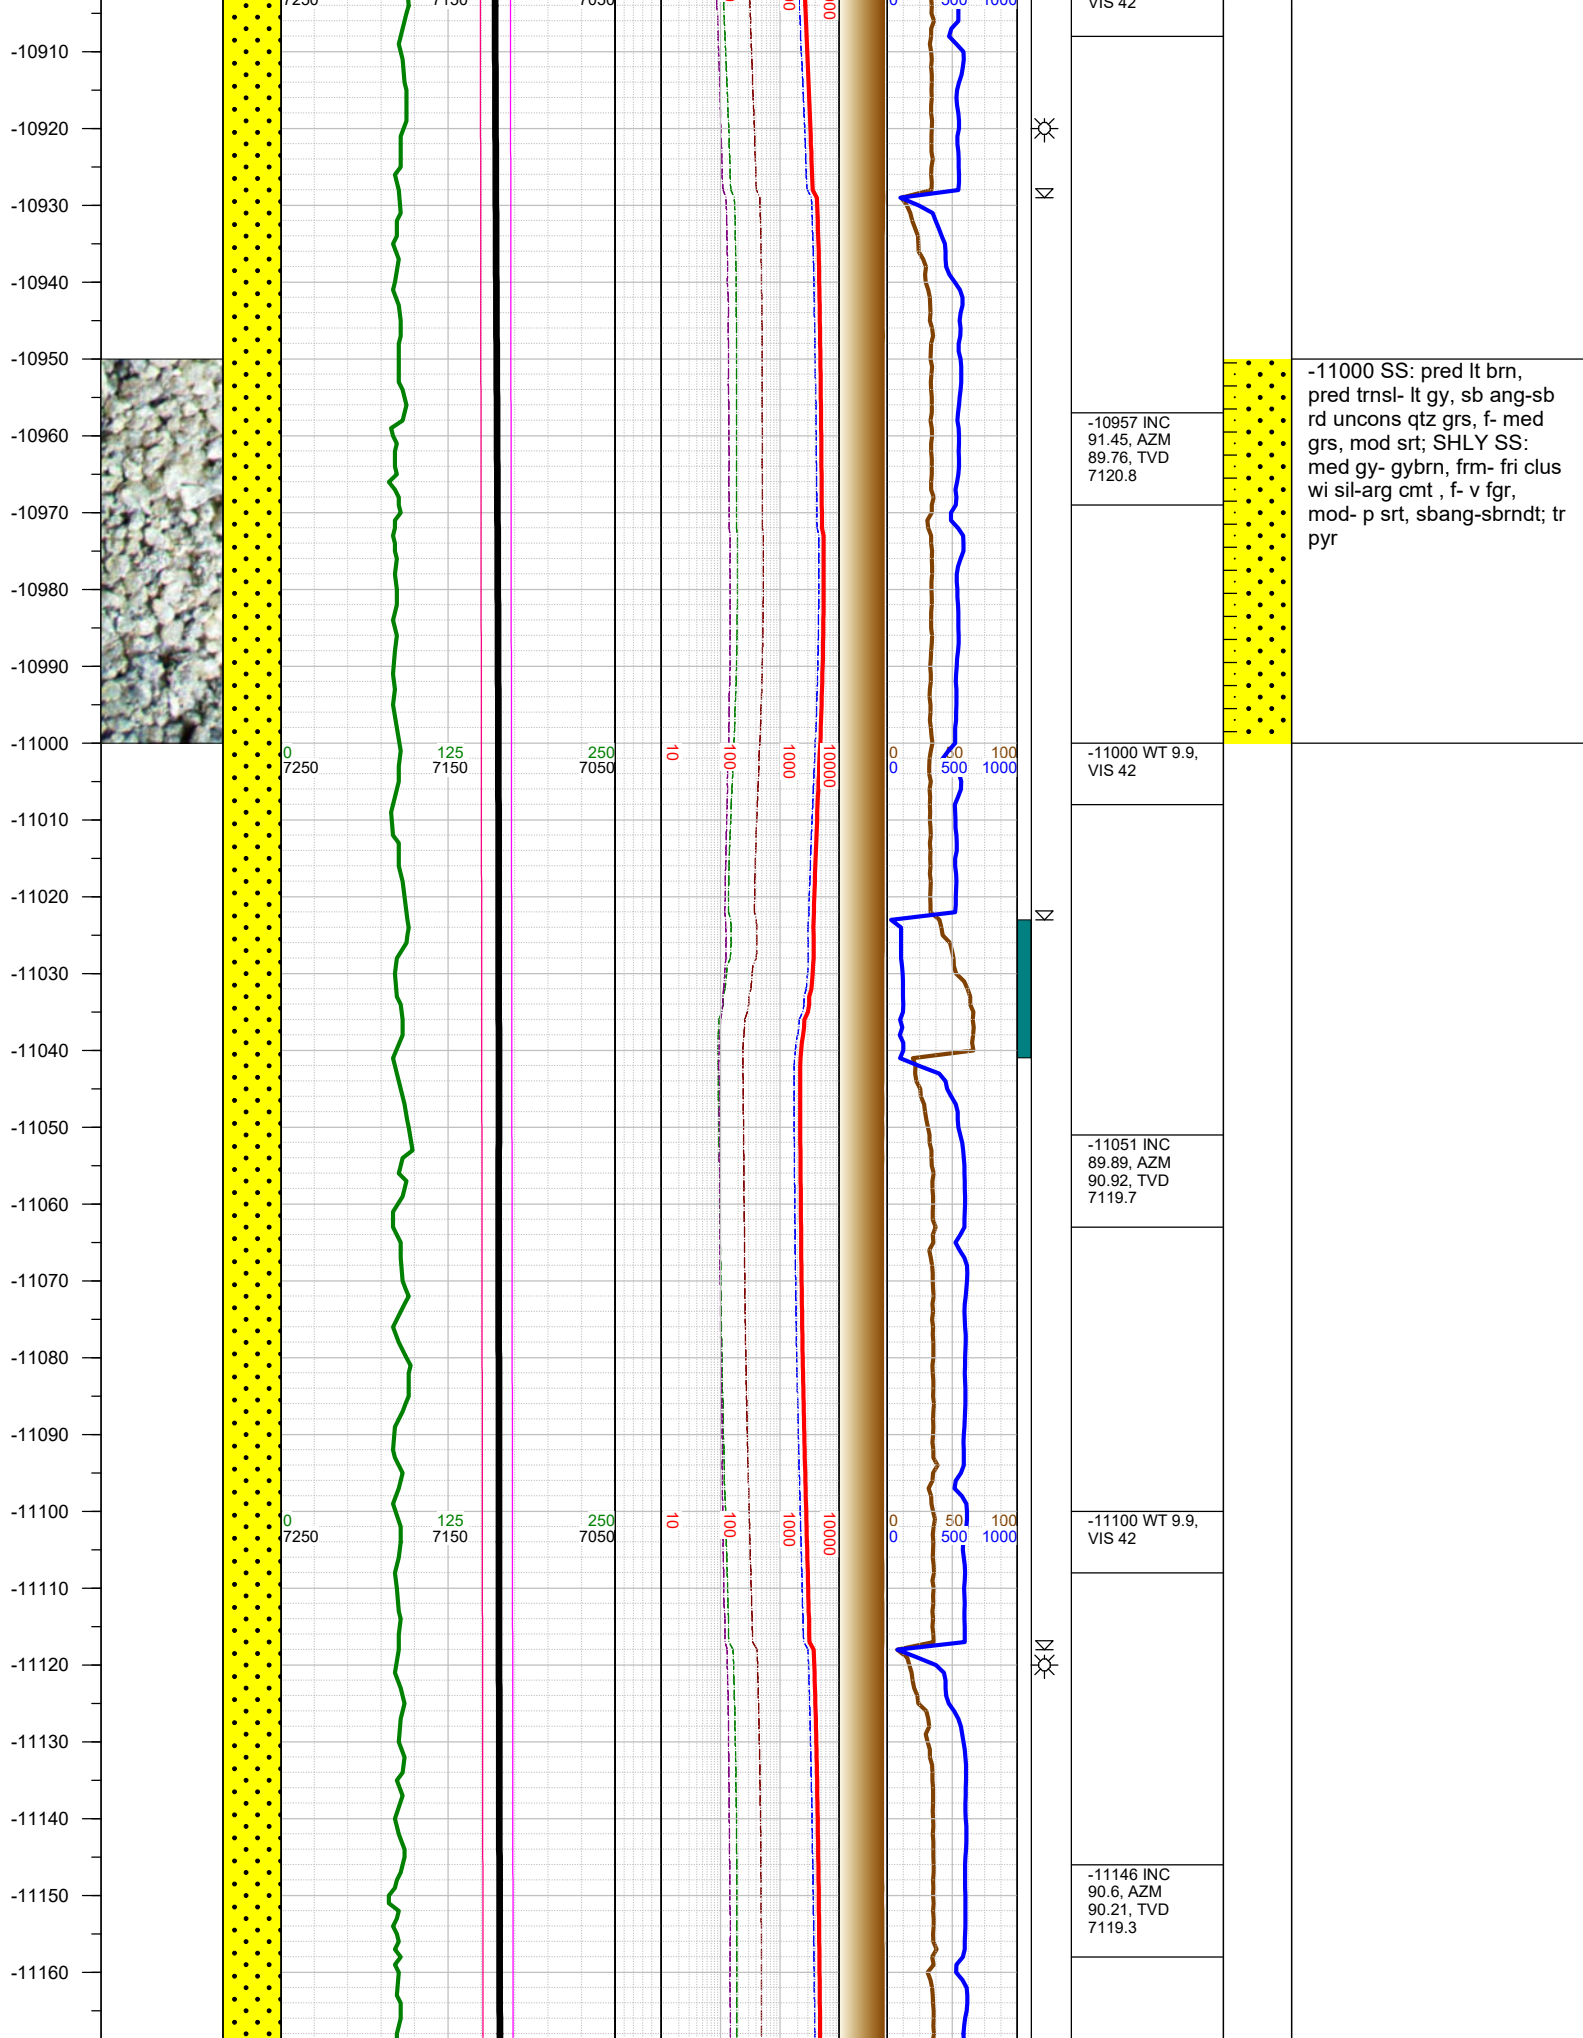 7250 7150 7050 0 500 1000
VIS 42
-10910
-10920
-10930
-10940
-10950
-11000 SS: pred lt brn,
pred trnsl- lt gy, sb ang-sb
rd uncons qtz grs, f- med
grs, mod srt; SHLY SS:
med gy- gybrn, frm- fri clus
wi sil-arg cmt , f- v fgr,
mod- p srt, sbang-sbrndt; tr
pyr
-10957 INC
91.45, AZM
89.76, TVD
7120.8
-10960
-10970
-10980
-10990
-11000
0 125 250 10 100 1000 10000 0 50 100
7250 7150 7050 0 500 1000
-11000 WT 9.9,
VIS 42
-11010
-11020
-11030
-11040
-11050
-11051 INC
89.89, AZM
90.92, TVD
7119.7
-11060
-11070
-11080
-11090
-11100
0 125 250 10 100 1000 10000 0 50 100
7250 7150 7050 0 500 1000
-11100 WT 9.9,
VIS 42
-11110
-11120
-11130
-11140
-11146 INC
90.6, AZM
90.21, TVD
7119.3
-11150
-11160